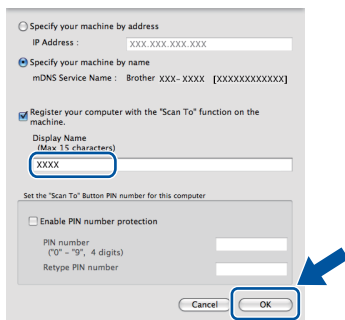 Specify your machine by address
IP Address : XXX.XXX.XXX.XXX
Specify your machine by name
mDNS Service Name : Brother XXX-XXXX [XXXXXXXXXXXX]
Register your computer with the "Scan To" function on the
machine.
Display Name
(Max 15 characters)
XXXX
Set the "Scan To" Button PIN number for this computer
Enable PIN number protection
PIN number
("0" - "9", 4 digits)
Retype PIN number
Cancel OK